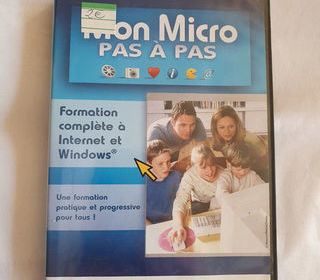 2€
Mon Micro
PAS À PAS
Formation
complète à
Internet et
Windows®
Une formation
pratique et progressive
pour tous !